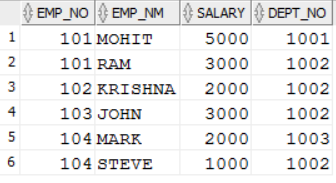 EMP_NO EMP_NM SALARY DEPT_NO
1 101 MOHIT 5000 1001
2 101 RAM 3000 1002
3 102 KRISHNA 2000 1002
4 103 JOHN 3000 1002
5 104 MARK 2000 1003
6 104 STEVE 1000 1002